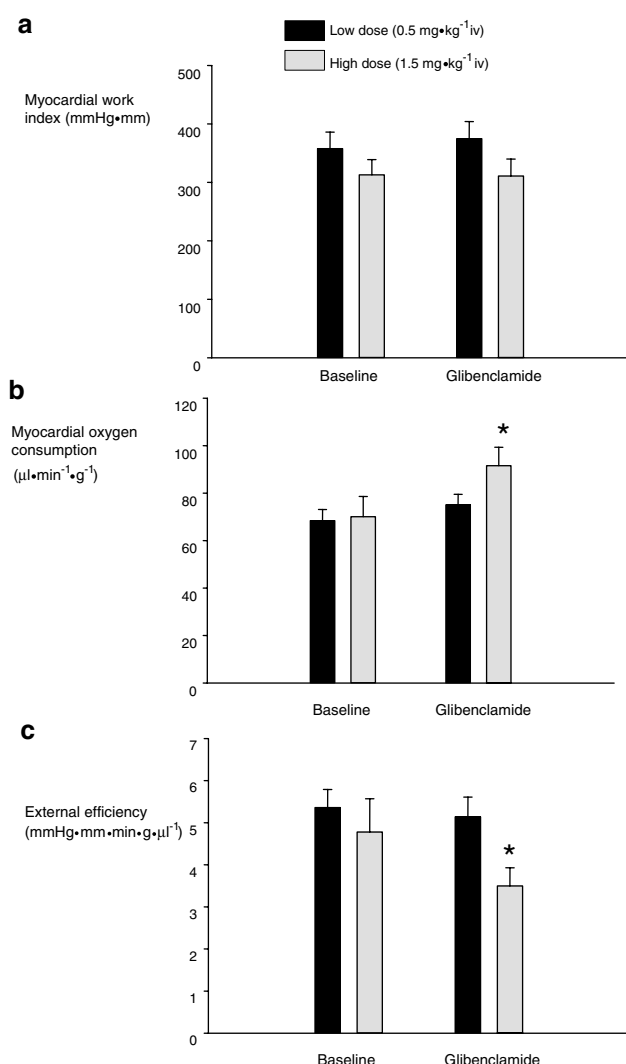 a
Low dose (0.5 mg•kg⁻¹iv)
High dose (1.5 mg•kg⁻¹iv)
Myocardial work
index (mmHg•mm)
500
400
300
200
100
0
Baseline Glibenclamide
b
Myocardial oxygen
consumption
(µl•min⁻¹•g⁻¹)
120
100
80
60
40
20
0
*
Baseline Glibenclamide
c
External efficiency
(mmHg•mm•min•g•µl⁻¹)
7
6
5
4
3
2
1
0
*
Baseline Glibenclamide